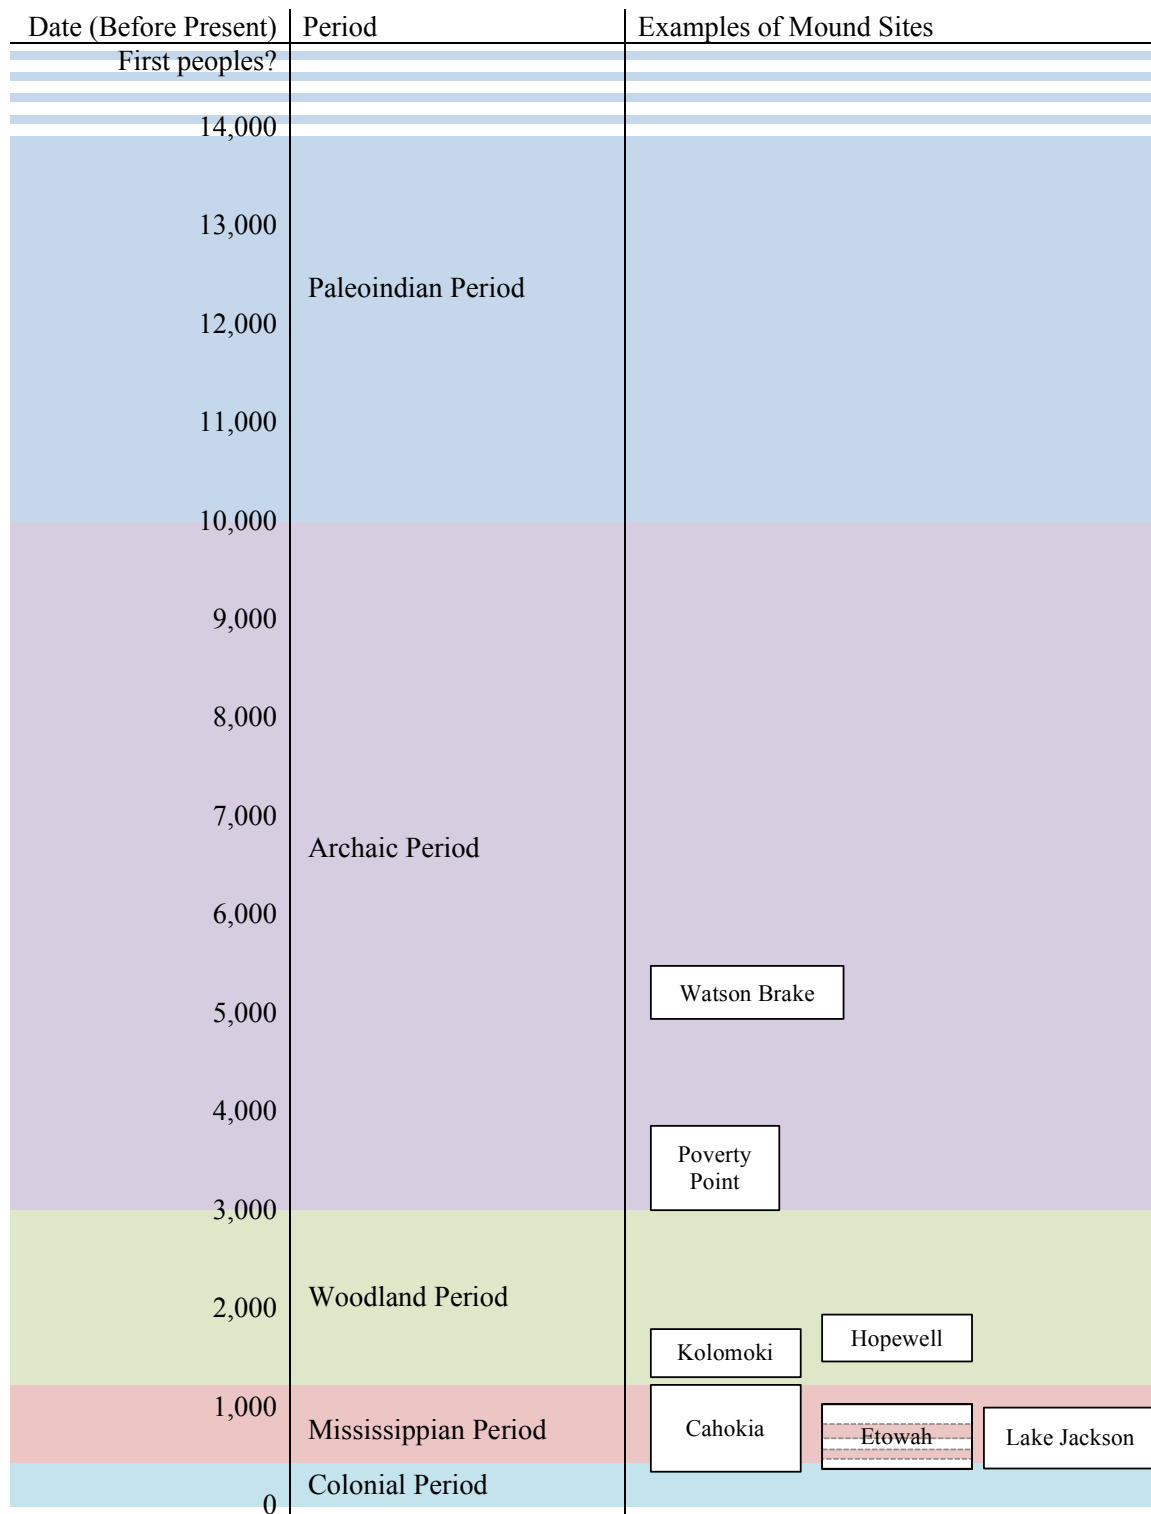 Date (Before Present) Period Examples of Mound Sites
First peoples?
14,000
13,000
Paleoindian Period
12,000
11,000
10,000
9,000
8,000
7,000
Archaic Period
6,000
Watson Brake
5,000
4,000
Poverty
Point
3,000
Woodland Period
2,000
Hopewell
Kolomoki
1,000
Mississippian Period Cahokia Etowah Lake Jackson
Colonial Period
0